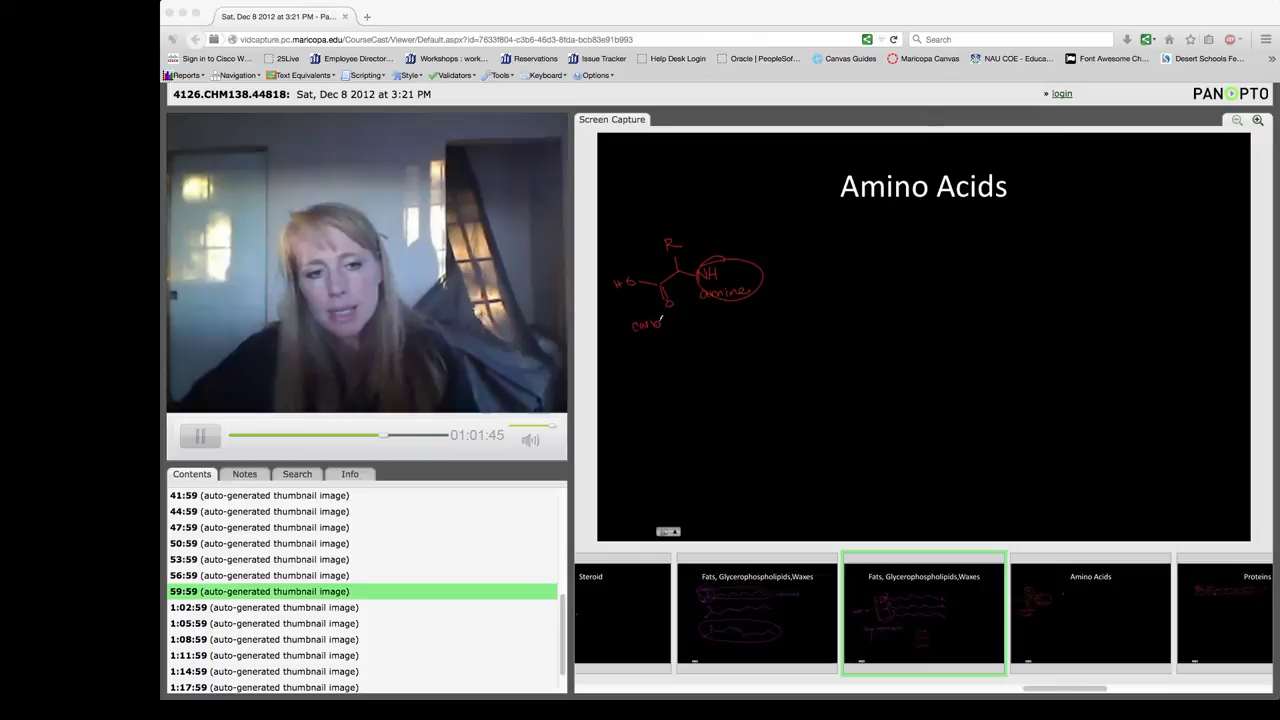 Sat, Dec 8 2012 at 3:21 PM - Pa...
vidcapture.pc.maricopa.edu/CourseCast/Viewer/Default.aspx?id=7633f804-c3b6-46d3-8fda-bcb83e91b993
Search
Sign in to Cisco W... 25Live Employee Director... Workshops : work... Reservations Issue Tracker Help Desk Login Oracle | PeopleSof... Canvas Guides Maricopa Canvas NAU COE - Educa... Font Awesome Ch... Desert Schools Fe...
Reports Navigation Text Equivalents Scripting Style Validators Tools Keyboard Options
4126.CHM138.44818: Sat, Dec 8 2012 at 3:21 PM
» login
PANOPTO
Screen Capture
Amino Acids
R
HO NH
amine
O
carb
01:01:45
Contents Notes Search Info
41:59 (auto-generated thumbnail image)
44:59 (auto-generated thumbnail image)
47:59 (auto-generated thumbnail image)
50:59 (auto-generated thumbnail image)
53:59 (auto-generated thumbnail image)
56:59 (auto-generated thumbnail image)
59:59 (auto-generated thumbnail image)
1:02:59 (auto-generated thumbnail image)
1:05:59 (auto-generated thumbnail image)
1:08:59 (auto-generated thumbnail image)
1:11:59 (auto-generated thumbnail image)
1:14:59 (auto-generated thumbnail image)
1:17:59 (auto-generated thumbnail image)
Steroid
Fats, Glycerophospholipids,Waxes
Fats, Glycerophospholipids,Waxes
Amino Acids
Proteins